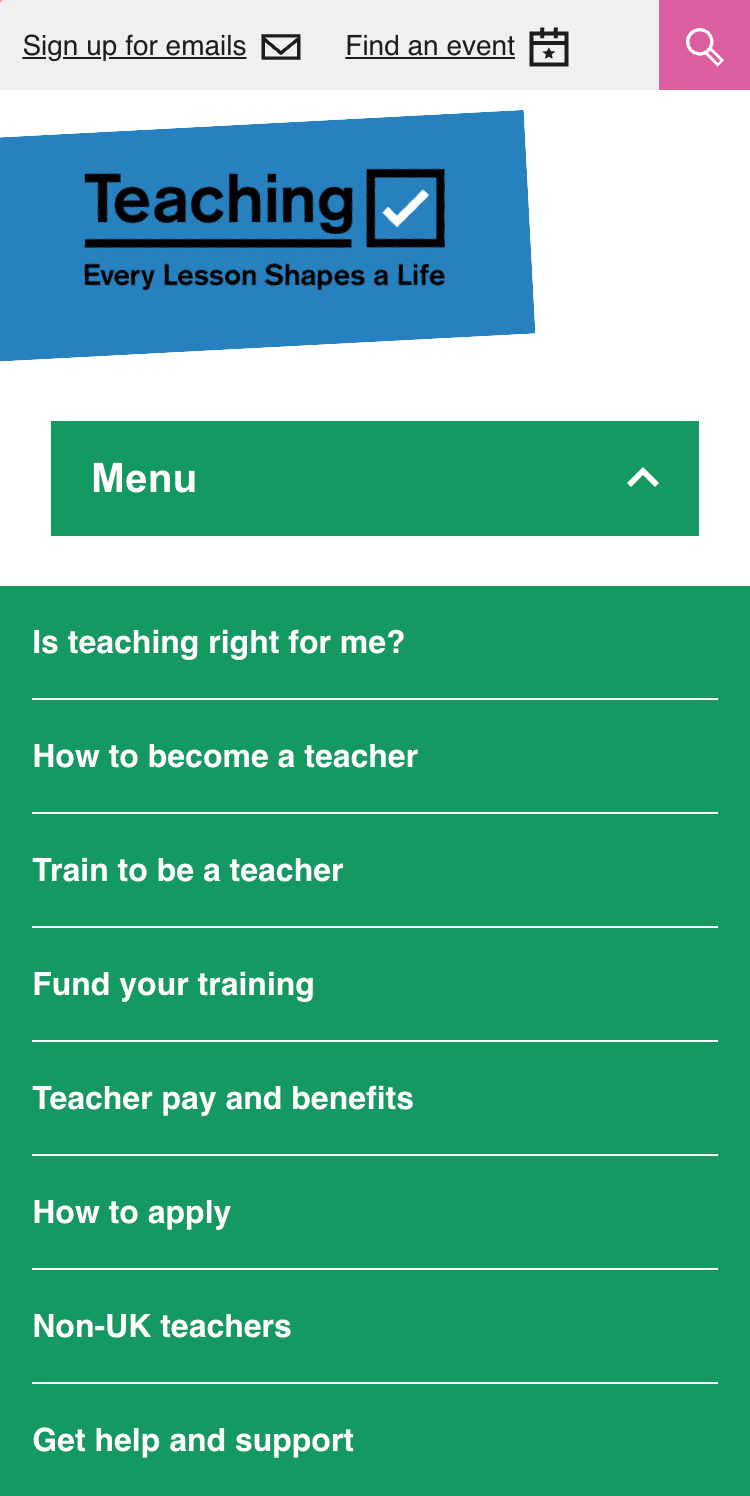 Sign up for emails
Find an event
Teaching
Every Lesson Shapes a Life
Menu
Is teaching right for me?
How to become a teacher
Train to be a teacher
Fund your training
Teacher pay and benefits
How to apply
Non-UK teachers
Get help and support